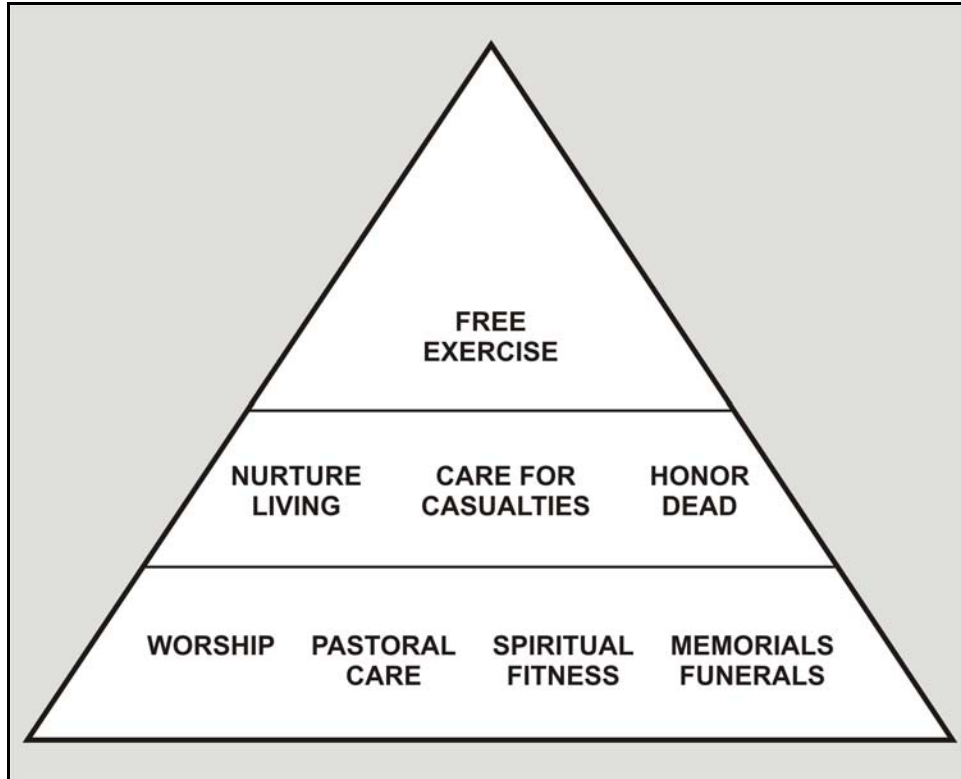 FREE
EXERCISE
NURTURE LIVING
CARE FOR CASUALTIES
HONOR DEAD
WORSHIP
PASTORAL CARE
SPIRITUAL FITNESS
MEMORIALS FUNERALS